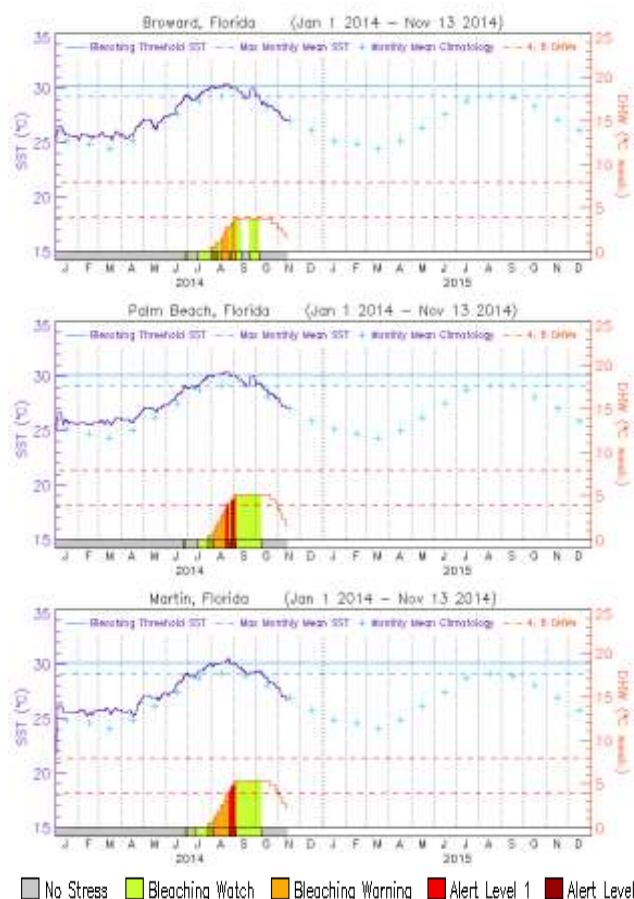 Broward, Florida (Jan 1 2014 – Nov 13 2014)
35
25
Bleaching Threshold SST Max Monthly Mean SST Monthly Mean Climatology 4, 8 DHWs
30
20
SST (°C)
25
15
DHW (°C week)
20
10
5
15
0
J F M A M J J A S O N D J F M A M J J A S O N D
2014 2015
Palm Beach, Florida (Jan 1 2014 – Nov 13 2014)
35
25
Bleaching Threshold SST Max Monthly Mean SST Monthly Mean Climatology 4, 8 DHWs
30
20
SST (°C)
25
15
DHW (°C week)
20
10
5
15
0
J F M A M J J A S O N D J F M A M J J A S O N D
2014 2015
Martin, Florida (Jan 1 2014 – Nov 13 2014)
35
25
Bleaching Threshold SST Max Monthly Mean SST Monthly Mean Climatology 4, 8 DHWs
30
20
SST (°C)
25
15
DHW (°C week)
20
10
5
15
0
J F M A M J J A S O N D J F M A M J J A S O N D
2014 2015
No Stress Bleaching Watch Bleaching Warning Alert Level 1 Alert Level